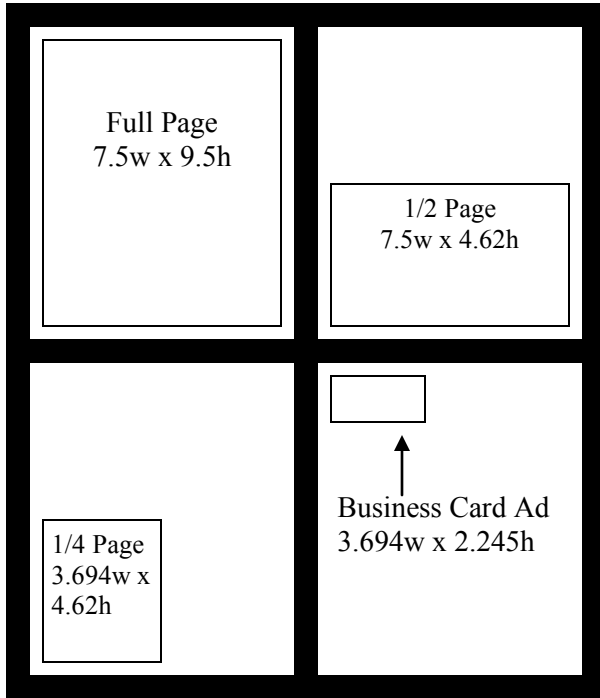 Full Page
7.5w x 9.5h
1/2 Page
7.5w x 4.62h
1/4 Page
3.694w x
4.62h
Business Card Ad
3.694w x 2.245h